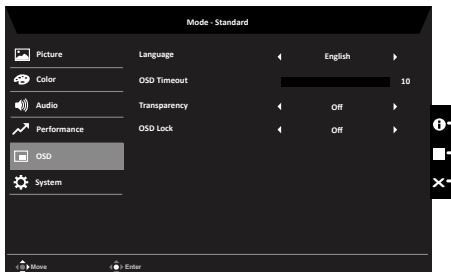 Mode - Standard
Picture
Language English
Color
OSD Timeout 10
Audio
Transparency Off
Performance
OSD Lock Off
OSD
System
Move Enter